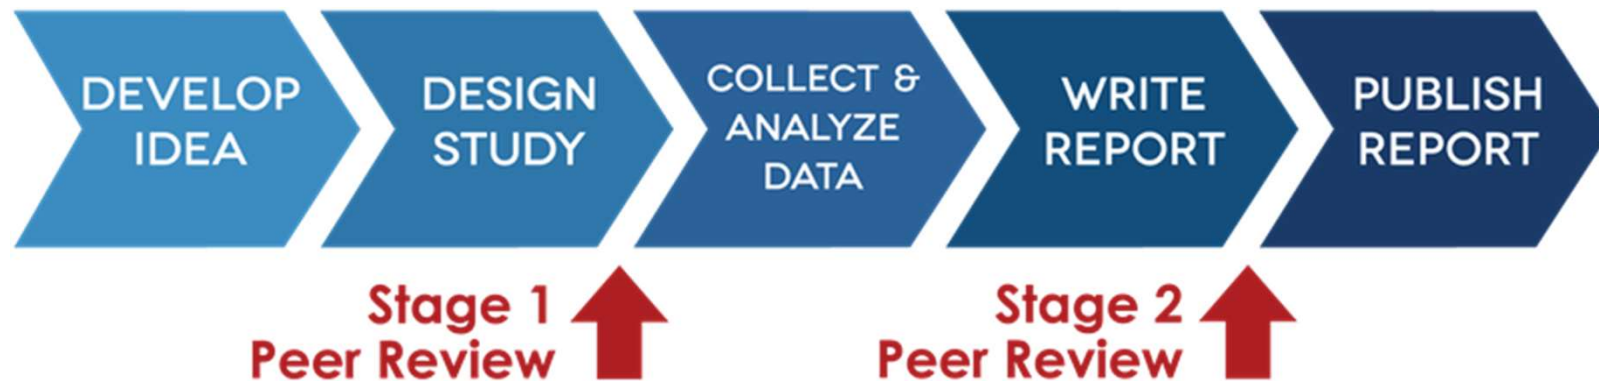 DEVELOP
IDEA
DESIGN
STUDY
COLLECT &
ANALYZE
DATA
WRITE
REPORT
PUBLISH
REPORT
Stage 1
Peer Review
Stage 2
Peer Review